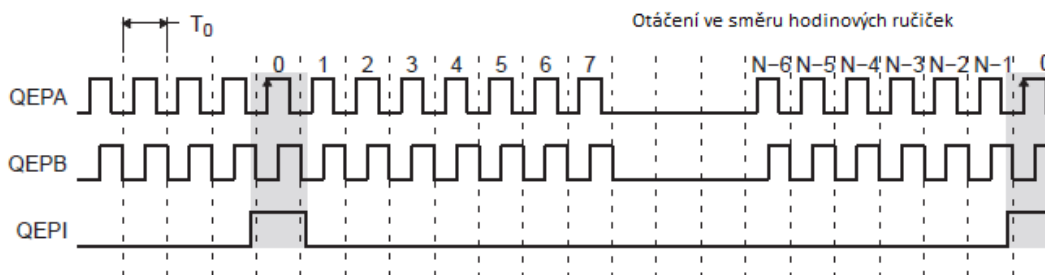 T₀
Otáčení ve směru hodinových ručiček
0 1 2 3 4 5 6 7 N−6 N−5 N−4 N−3 N−2 N−1 0
QEPA
QEPB
QEPI